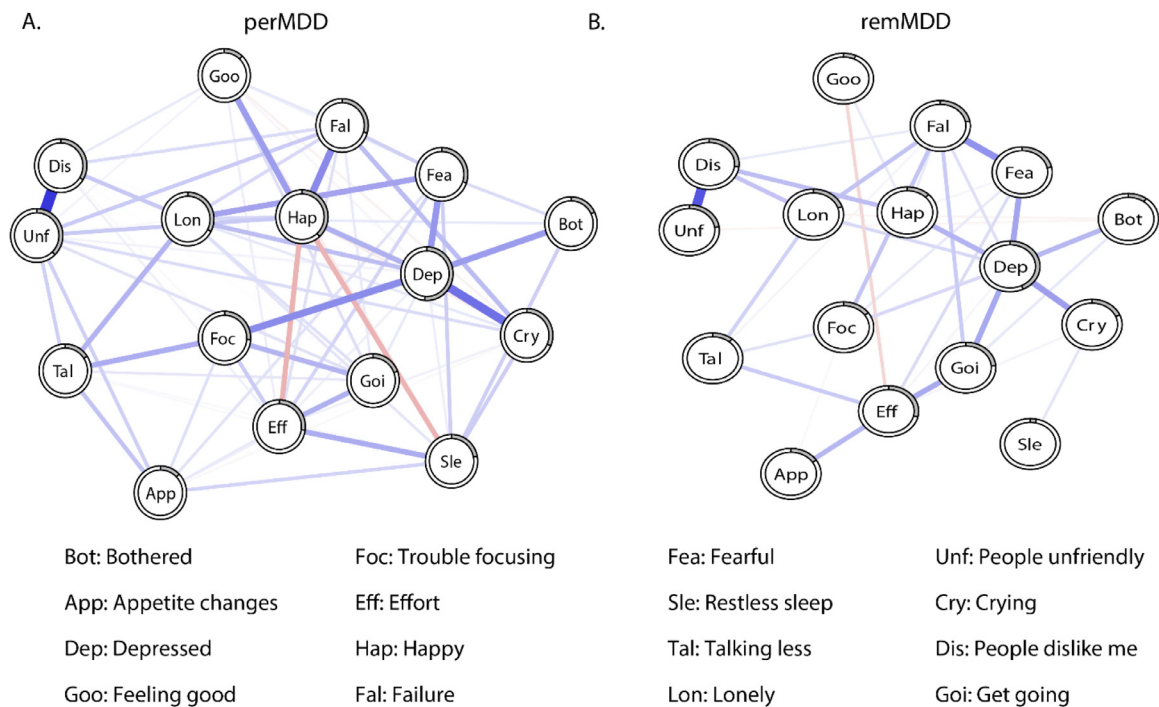 A. perMDD B. remMDD
Goo
Fal
Dis
Fea
Lon
Hap
Unf
Bot
Dep
Foc
Cry
Tal
Goi
Eff
Sle
App
Goo
Fal
Dis
Fea
Lon
Hap
Unf
Bot
Dep
Foc
Cry
Tal
Goi
Eff
Sle
App
Bot: Bothered Foc: Trouble focusing Fea: Fearful Unf: People unfriendly
App: Appetite changes Eff: Effort Sle: Restless sleep Cry: Crying
Dep: Depressed Hap: Happy Tal: Talking less Dis: People dislike me
Goo: Feeling good Fal: Failure Lon: Lonely Goi: Get going